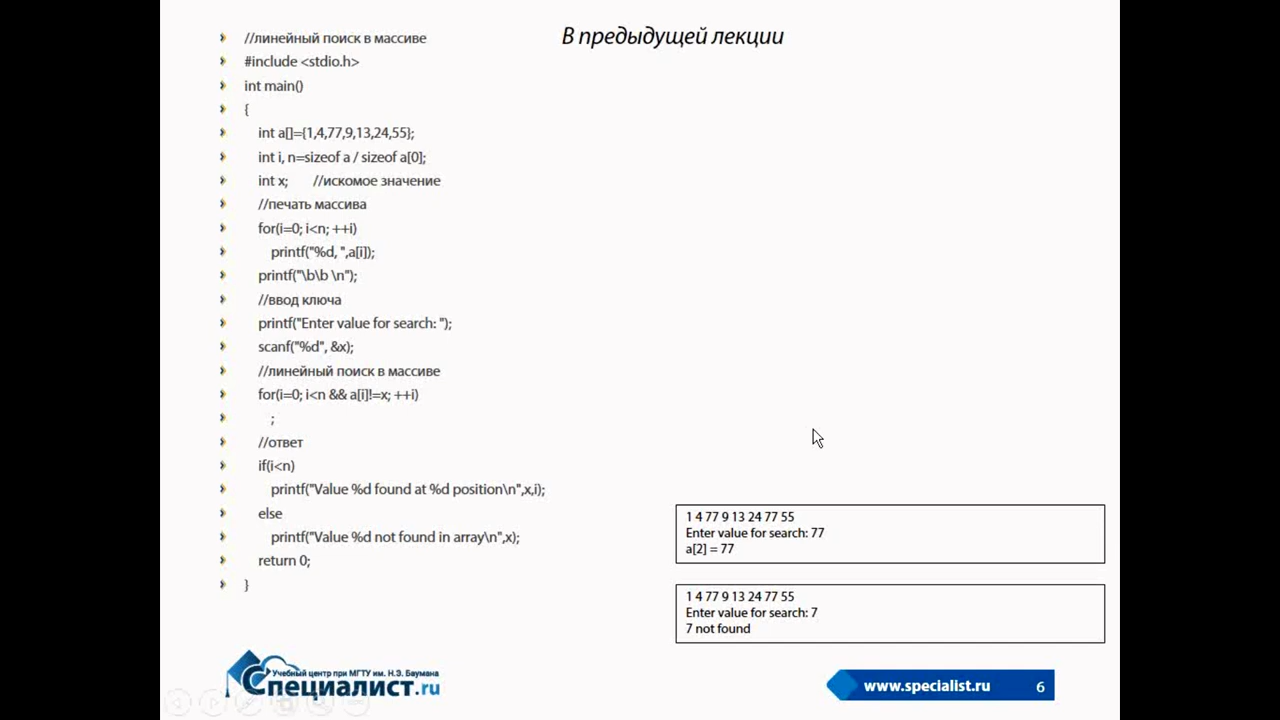 В предыдущей лекции
//линейный поиск в массиве
#include <stdio.h>
int main()
{
int a[]={1,4,77,9,13,24,55};
int i, n=sizeof a / sizeof a[0];
int x; //искомое значение
//печать массива
for(i=0; i<n; ++i)
printf("%d, ",a[i]);
printf("\b\b \n");
//ввод ключа
printf("Enter value for search: ");
scanf("%d", &x);
//линейный поиск в массиве
for(i=0; i<n && a[i]!=x; ++i)
;
//ответ
if(i<n)
printf("Value %d found at %d position\n",x,i);
else
printf("Value %d not found in array\n",x);
return 0;
}
1 4 77 9 13 24 77 55
Enter value for search: 77
a[2] = 77
1 4 77 9 13 24 77 55
Enter value for search: 7
7 not found
Учебный центр при МГТУ им. Н.Э. Баумана
Специалист.ru
www.specialist.ru 6